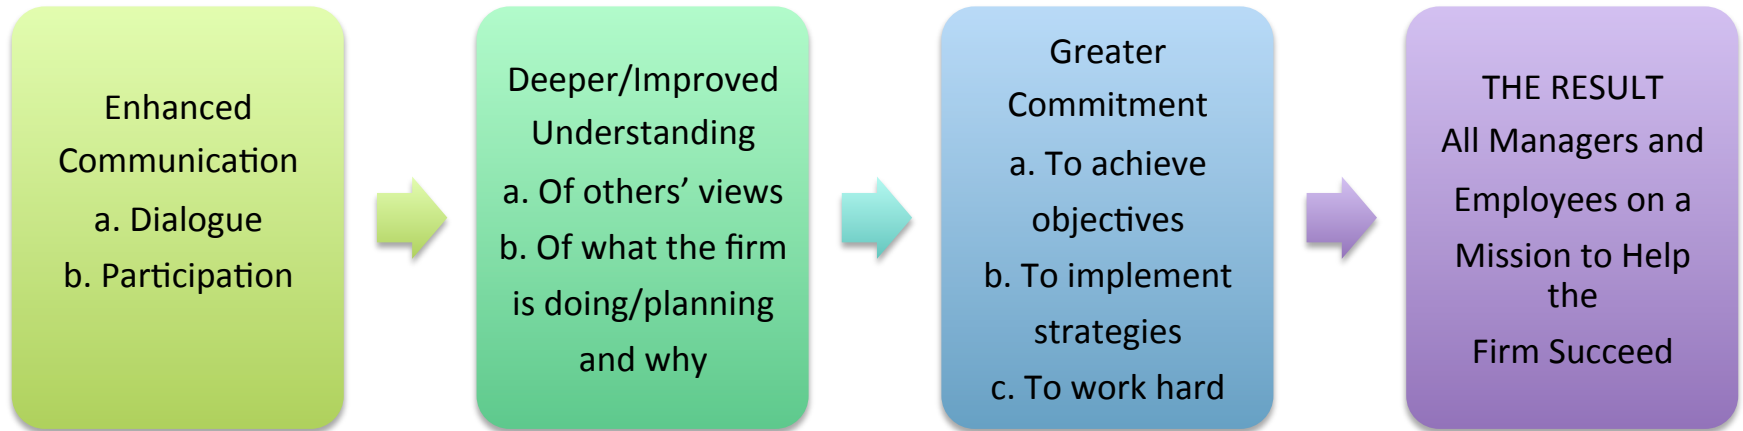 Enhanced
Communication
a. Dialogue
b. Participation
Deeper/Improved
Understanding
a. Of others’ views
b. Of what the firm
is doing/planning
and why
Greater
Commitment
a. To achieve
objectives
b. To implement
strategies
c. To work hard
THE RESULT
All Managers and
Employees on a
Mission to Help
the
Firm Succeed